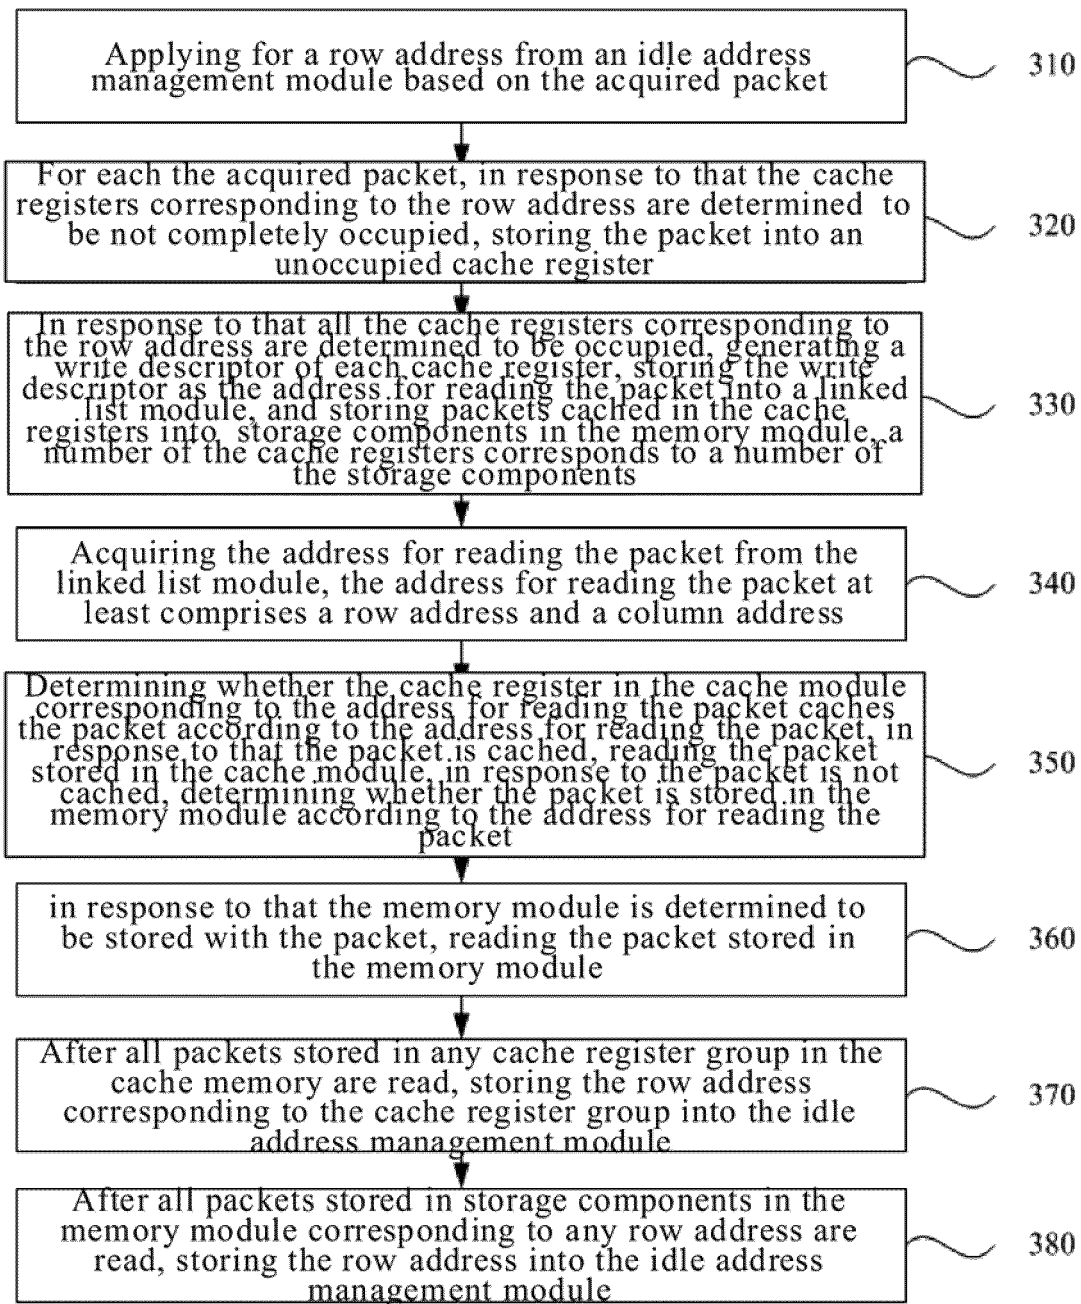 Applying for a row address from an idle address
management module based on the acquired packet
310
For each the acquired packet, in response to that the cache
registers corresponding to the row address are determined to
be not completely occupied, storing the packet into an
unoccupied cache register
320
In response to that all the cache registers corresponding to
the row address are determined to be occupied, generating a
write descriptor of each cache register, storing the write
descriptor as the address for reading the packet into a linked
list module, and storing packets cached in the cache
registers into storage components in the memory module, a
number of the cache registers corresponds to a number of
the storage components
330
Acquiring the address for reading the packet from the
linked list module, the address for reading the packet at
least comprises a row address and a column address
340
Determining whether the cache register in the cache module
corresponding to the address for reading the packet caches
the packet according to the address for reading the packet, in
response to that the packet is cached, reading the packet
stored in the cache module, in response to the packet is not
cached, determining whether the packet is stored in the
memory module according to the address for reading the
packet
350
in response to that the memory module is determined to
be stored with the packet, reading the packet stored in
the memory module
360
After all packets stored in any cache register group in the
cache memory are read, storing the row address
corresponding to the cache register group into the idle
address management module
370
After all packets stored in storage components in the
memory module corresponding to any row address are
read, storing the row address into the idle address
management module
380